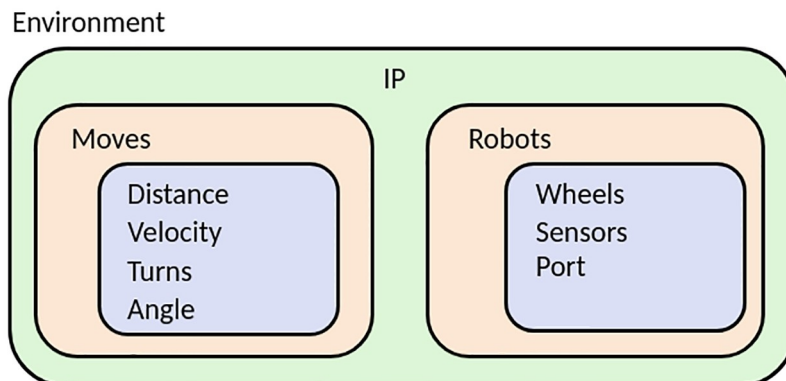 Environment
IP
Moves
Distance
Velocity
Turns
Angle
Robots
Wheels
Sensors
Port